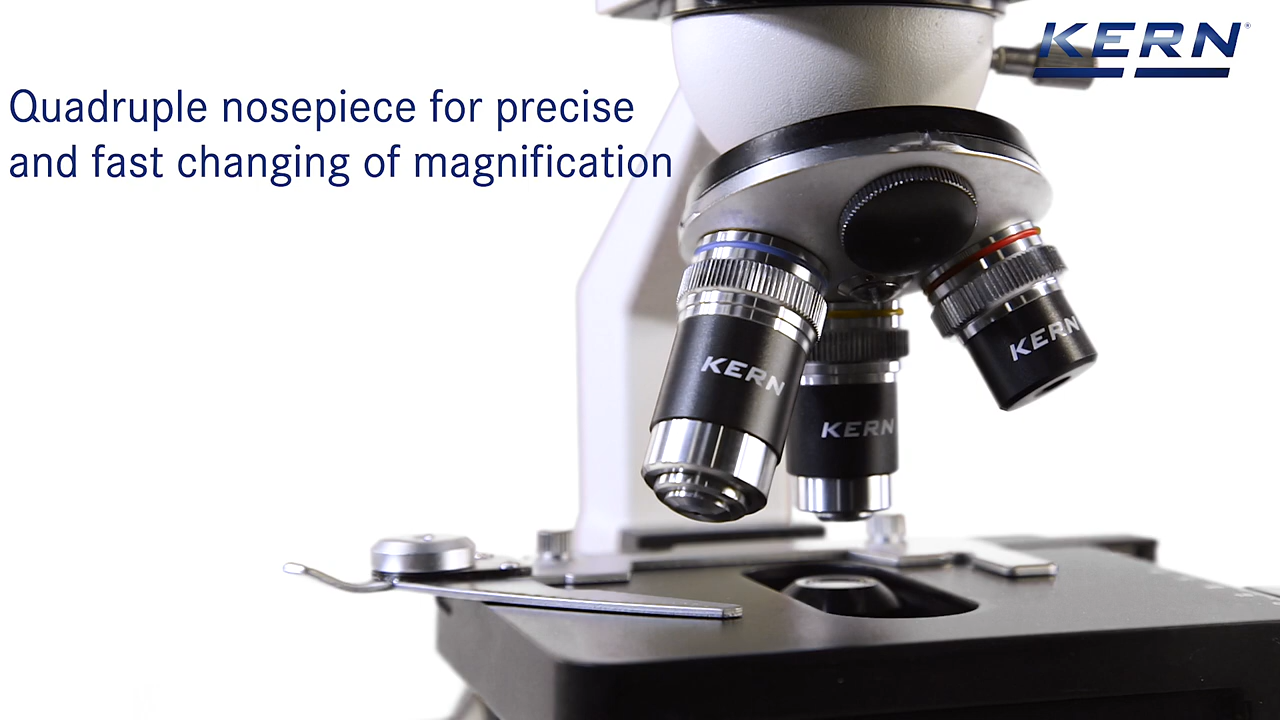 KERN®
Quadruple nosepiece for precise
and fast changing of magnification
KERN
KERN
KERN